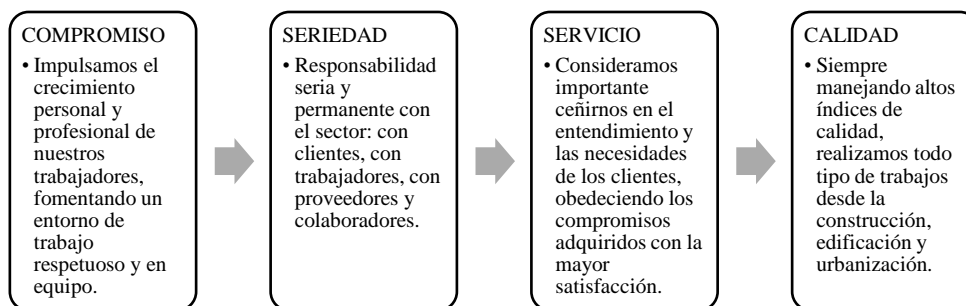 COMPROMISO
• Impulsamos el
crecimiento
personal y
profesional de
nuestros
trabajadores,
fomentando un
entorno de
trabajo
respetuoso y en
equipo.
SERIEDAD
• Responsabilidad
seria y
permanente con
el sector: con
clientes, con
trabajadores, con
proveedores y
colaboradores.
SERVICIO
• Consideramos
importante
ceñirnos en el
entendimiento y
las necesidades
de los clientes,
obedeciendo los
compromisos
adquiridos con la
mayor
satisfacción.
CALIDAD
• Siempre
manejando altos
índices de
calidad,
realizamos todo
tipo de trabajos
desde la
construcción,
edificación y
urbanización.